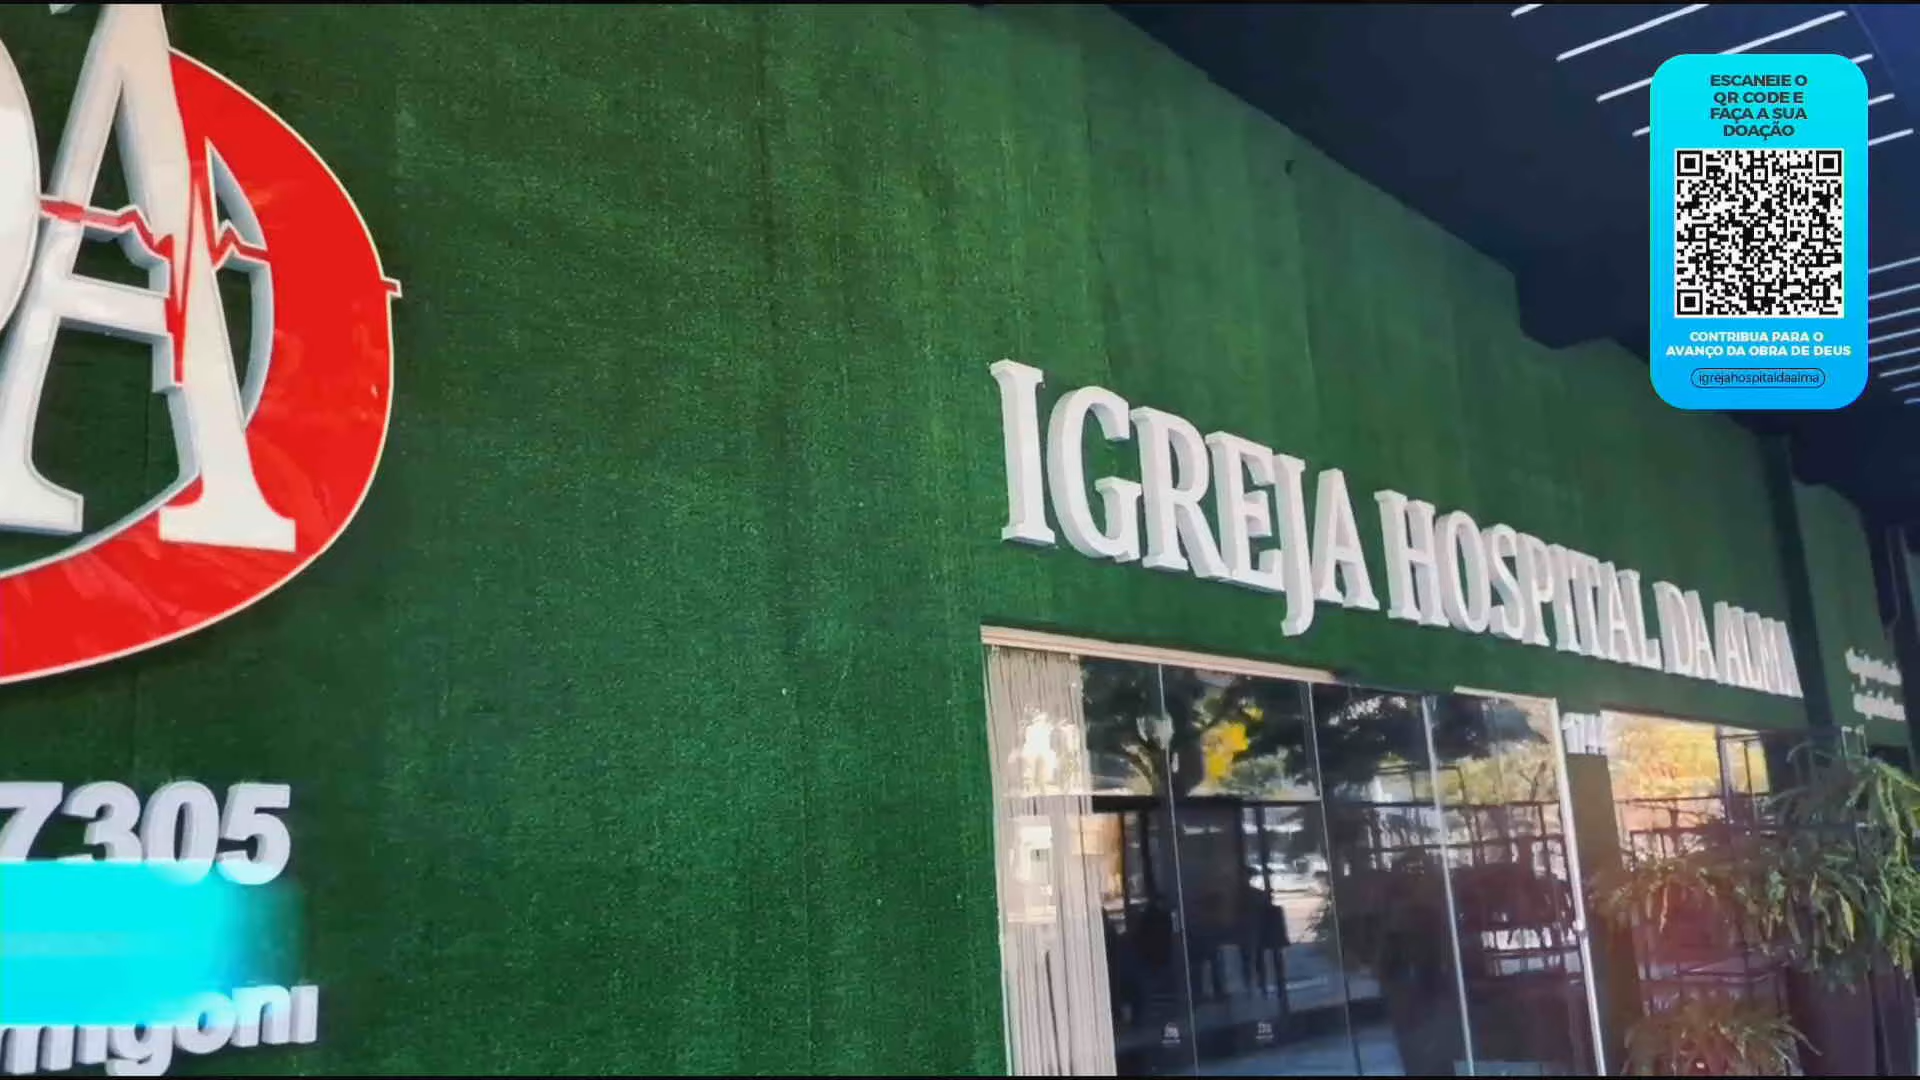 ESCANEIE O
QR CODE E
FAÇA A SUA
DOAÇÃO
CONTRIBUA PARA O
AVANÇO DA OBRA DE DEUS
igrejahospitaldaalma
IGREJA HOSPITAL DA ALMA
7305